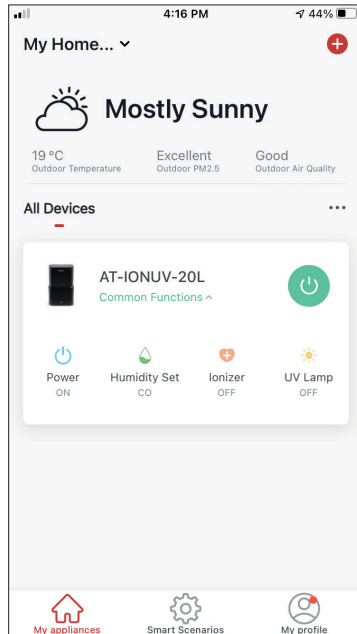 4:16 PM
44%
My Home...
Mostly Sunny
19 °C
Outdoor Temperature
Excellent
Outdoor PM2.5
Good
Outdoor Air Quality
All Devices
AT-IONUV-20L
Common Functions
Power
ON
Humidity Set
CO
Ionizer
OFF
UV Lamp
OFF
My appliances
Smart Scenarios
My profile